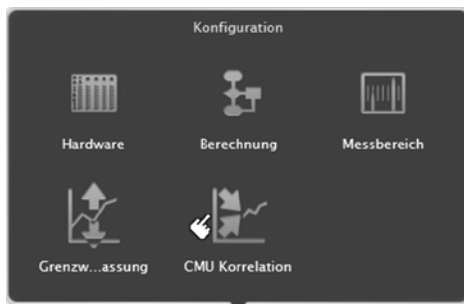 Konfiguration
Hardware Berechnung Messbereich
Grenzw...assung CMU Korrelation